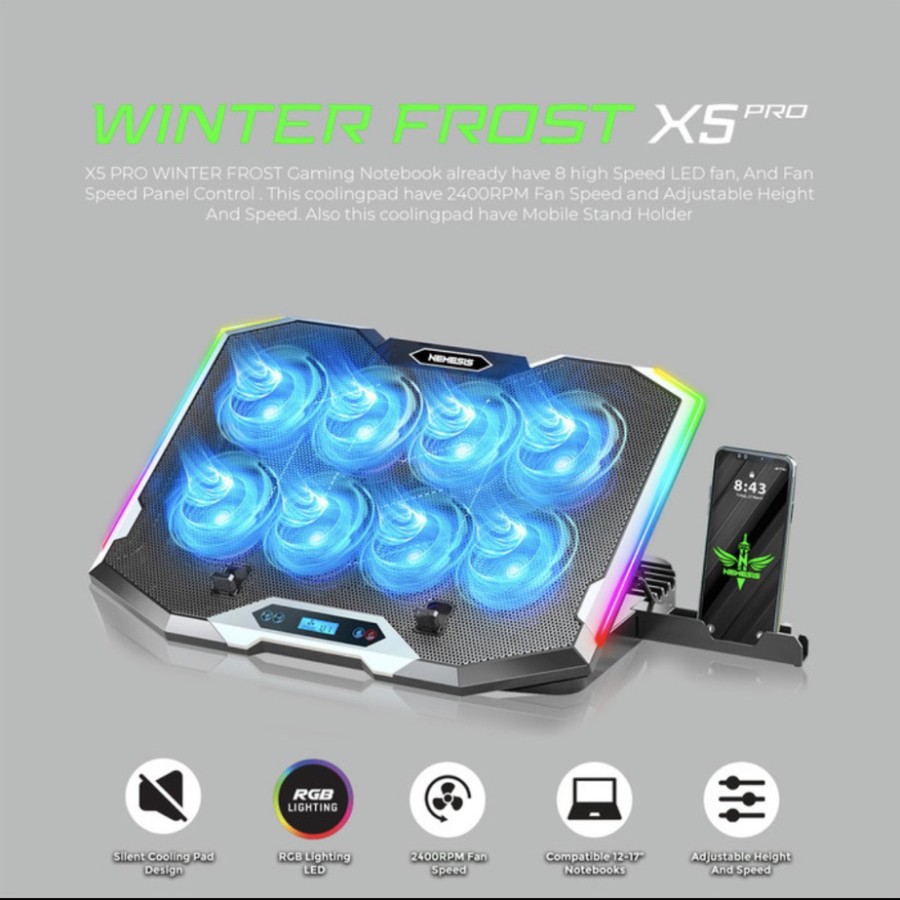 WINTER FROST X5 PRO
X5 PRO WINTER FROST Gaming Notebook already have 8 high Speed LED fan, And Fan
Speed Panel Control . This coolingpad have 2400RPM Fan Speed and Adjustable Height
And Speed. Also this coolingpad have Mobile Stand Holder
NEMESIS
8:43
NEMESIS
RGB
LIGHTING
Silent Cooling Pad
Design
RGB Lighting
LED
2400RPM Fan
Speed
Compatible 12-17"
Notebooks
Adjustable Height
And Speed